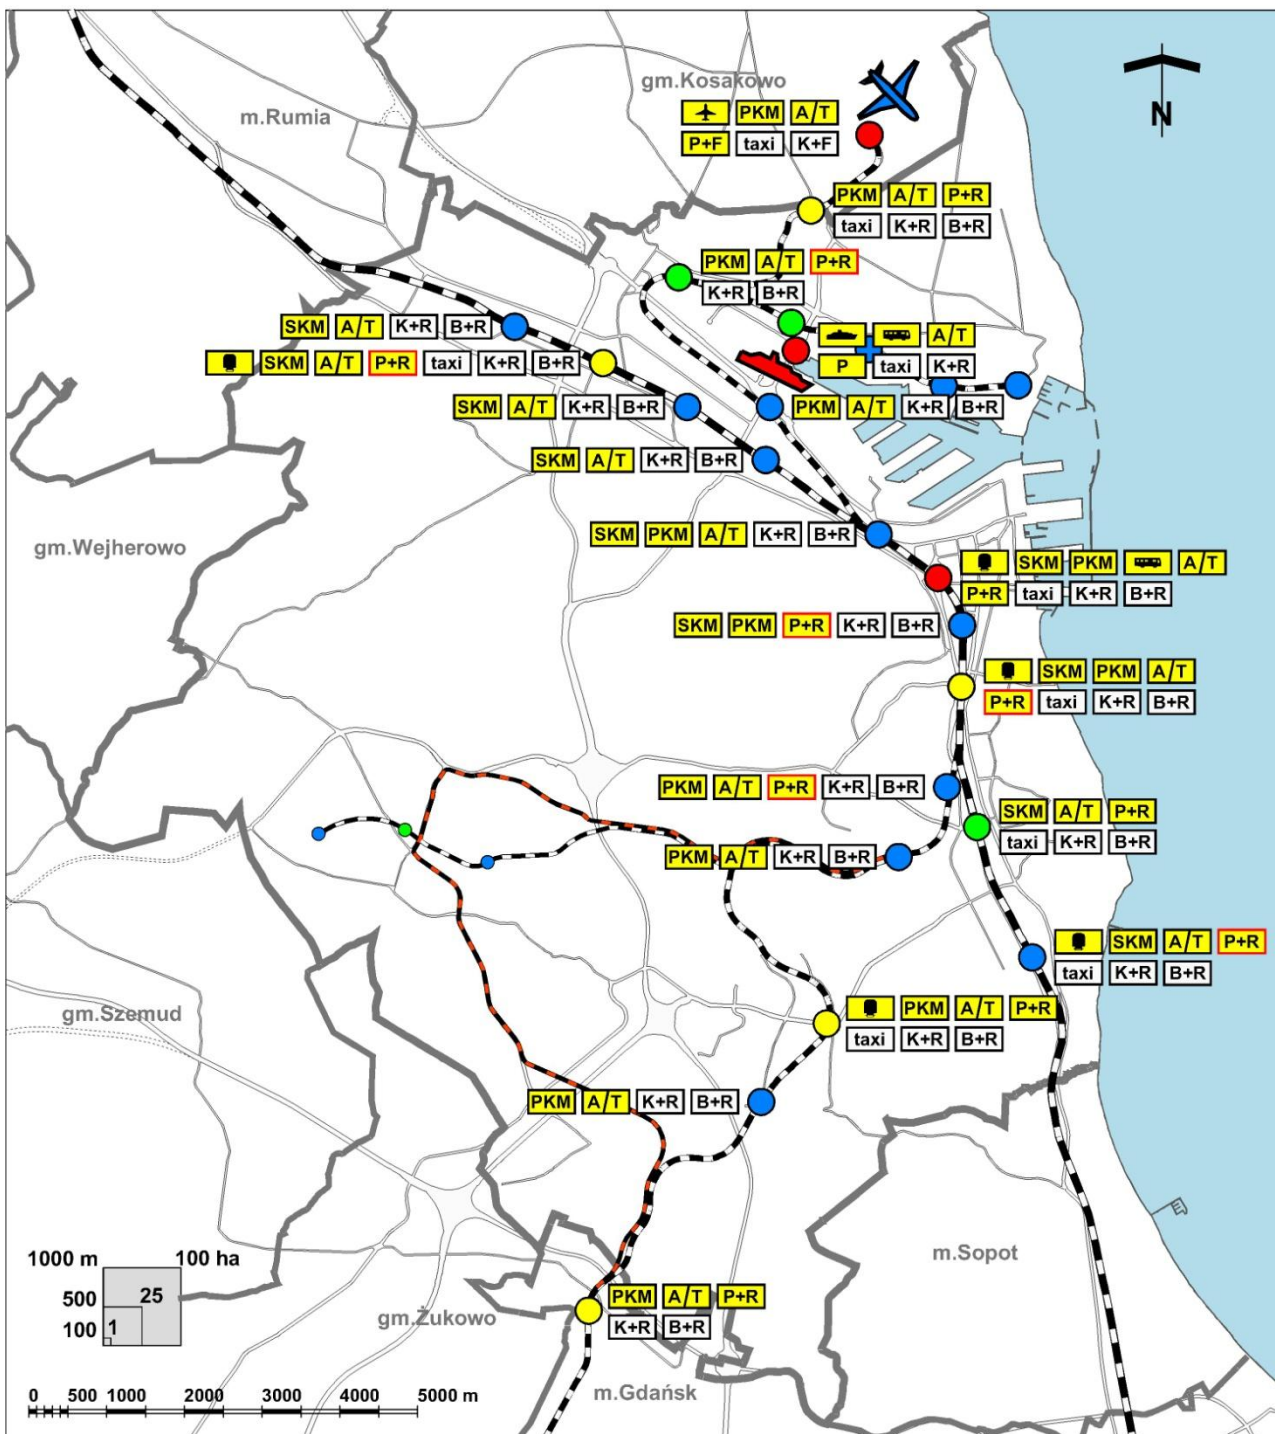 gm.Kosakowo
m.Rumia
N
PKM A/T
P+F taxi K+F
PKM A/T P+R
taxi K+R B+R
PKM A/T P+R
K+R B+R
A/T
P taxi K+R
SKM A/T K+R B+R
SKM A/T P+R taxi K+R B+R
SKM A/T K+R B+R
PKM A/T K+R B+R
SKM A/T K+R B+R
SKM PKM A/T K+R B+R
gm.Wejherowo
SKM PKM A/T
P+R taxi K+R B+R
SKM PKM P+R K+R B+R
SKM PKM A/T
P+R taxi K+R B+R
PKM A/T P+R K+R B+R
SKM A/T P+R
taxi K+R B+R
PKM A/T K+R B+R
SKM A/T P+R
taxi K+R B+R
gm.Szemud
PKM A/T P+R
taxi K+R B+R
PKM A/T K+R B+R
m.Sopot
1000 m 100 ha
500 25
100 1
PKM A/T P+R
K+R B+R
gm.Żukowo
m.Gdańsk
0 500 1000 2000 3000 4000 5000 m